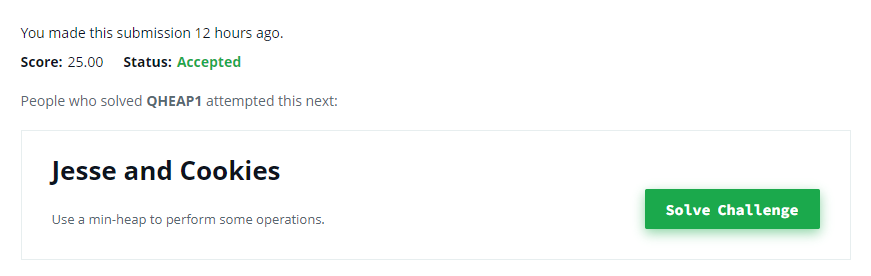 You made this submission 12 hours ago.
Score: 25.00 Status: Accepted
People who solved QHEAP1 attempted this next:
Jesse and Cookies
Solve Challenge
Use a min-heap to perform some operations.